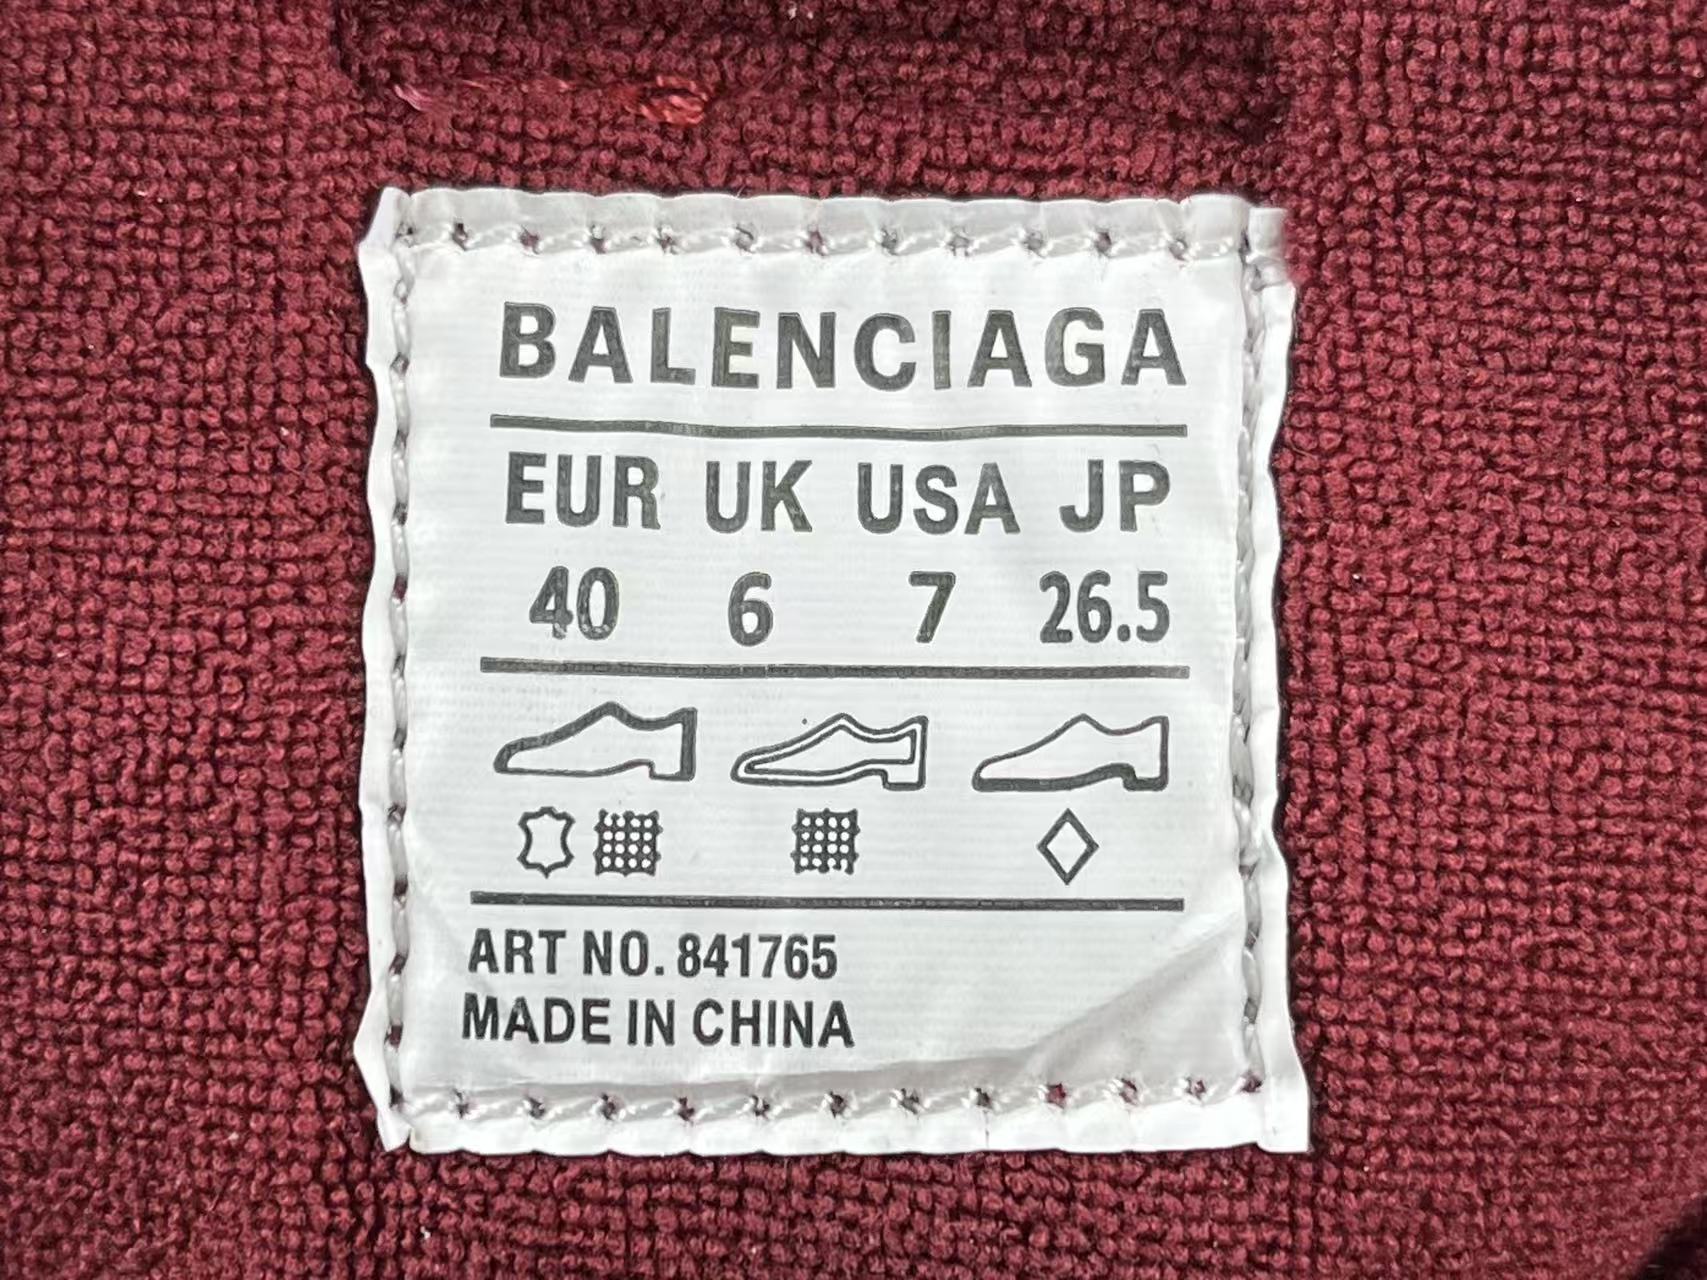 BALENCIAGA
EUR UK USA JP
40 6 7 26.5
ART NO. 841765
MADE IN CHINA